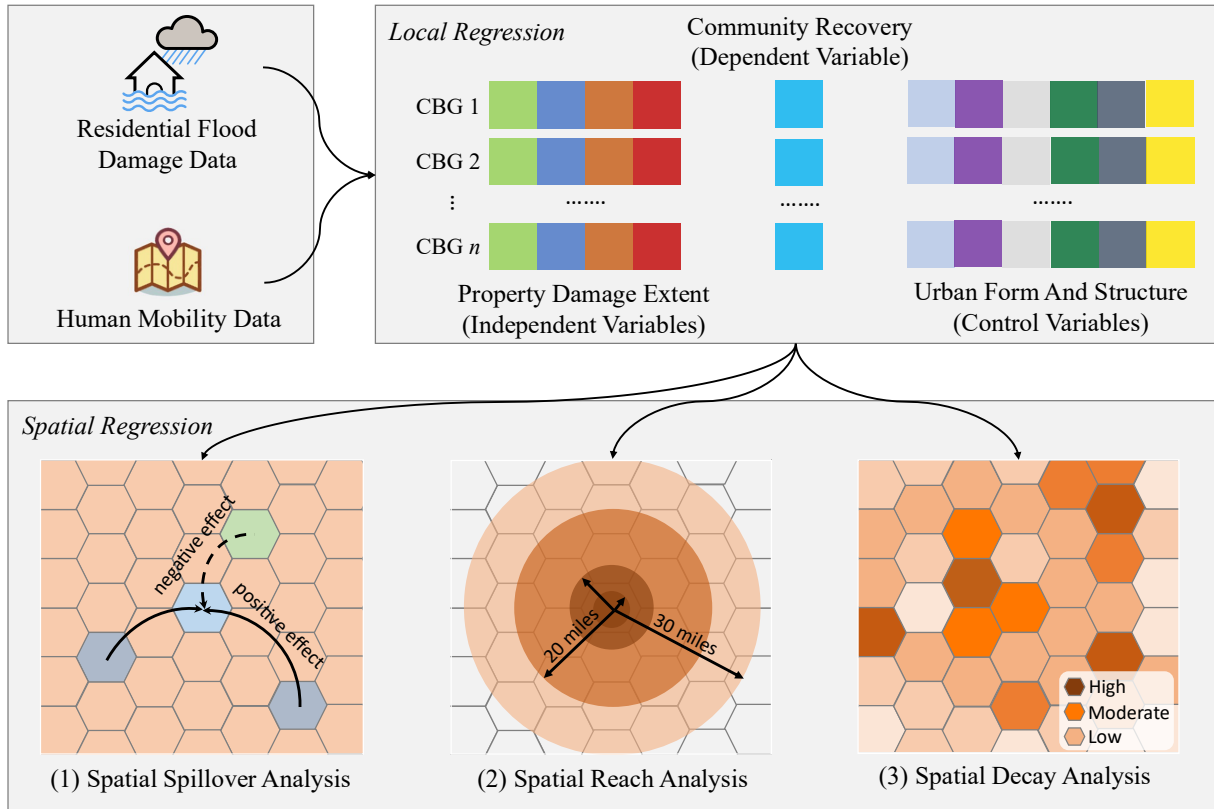 Residential Flood
Damage Data
Human Mobility Data
Local Regression
Community Recovery
(Dependent Variable)
CBG 1
CBG 2
⋮ ....... ....... .......
CBG n
Property Damage Extent
(Independent Variables)
Urban Form And Structure
(Control Variables)
Spatial Regression
negative effect
positive effect
(1) Spatial Spillover Analysis
20 miles
30 miles
(2) Spatial Reach Analysis
High
Moderate
Low
(3) Spatial Decay Analysis